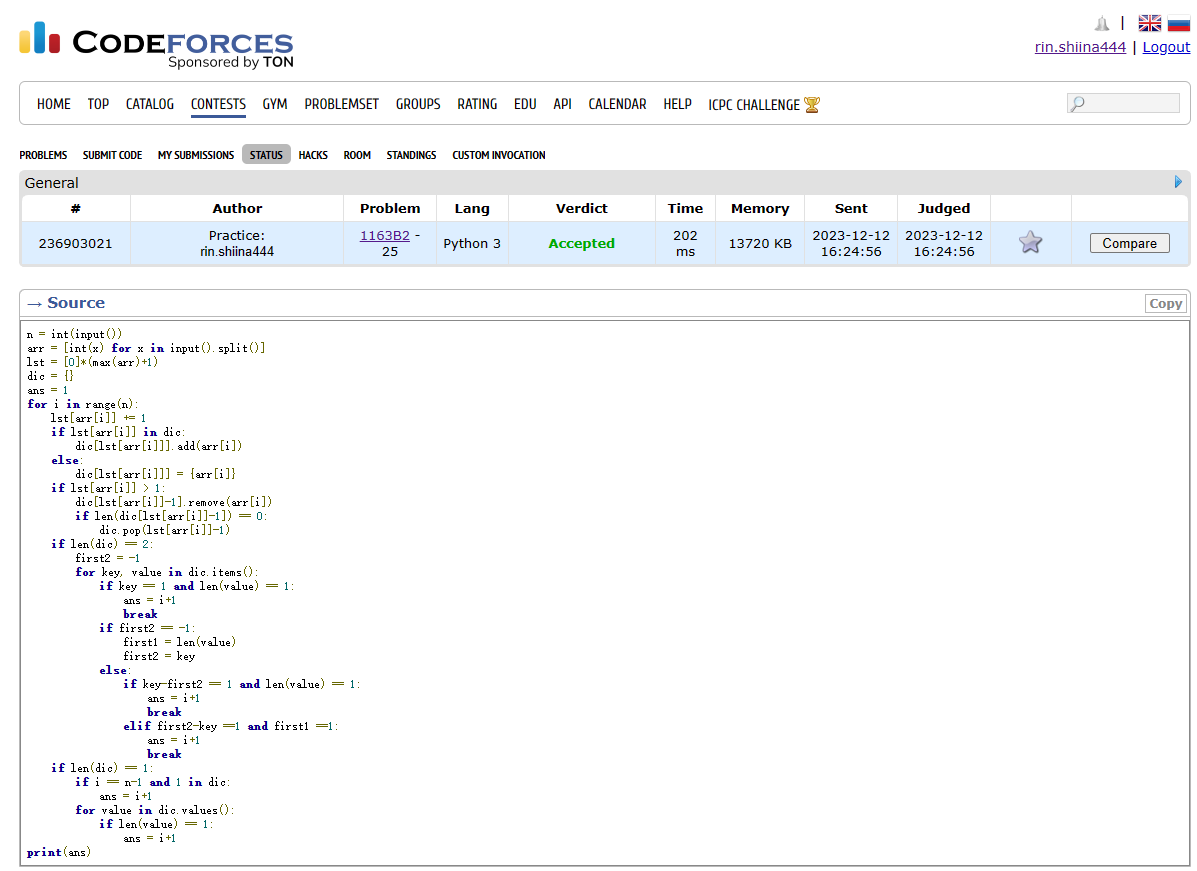 CODEFORCES
Sponsored by TON
|
rin.shiina444 | Logout
HOME TOP CATALOG CONTESTS GYM PROBLEMSET GROUPS RATING EDU API CALENDAR HELP ICPC CHALLENGE 🏆
PROBLEMS SUBMIT CODE MY SUBMISSIONS STATUS HACKS ROOM STANDINGS CUSTOM INVOCATION
General
# Author Problem Lang Verdict Time Memory Sent Judged
236903021 Practice: rin.shiina444 1163B2 - 25 Python 3 Accepted 202 ms 13720 KB 2023-12-12 16:24:56 2023-12-12 16:24:56 Compare
→ Source Copy
n = int(input())
arr = [int(x) for x in input().split()]
lst = [0]*(max(arr)+1)
dic = {}
ans = 1
for i in range(n):
    lst[arr[i]] += 1
    if lst[arr[i]] in dic:
        dic[lst[arr[i]]].add(arr[i])
    else:
        dic[lst[arr[i]]] = {arr[i]}
    if lst[arr[i]] > 1:
        dic[lst[arr[i]]-1].remove(arr[i])
        if len(dic[lst[arr[i]]-1]) == 0:
            dic.pop(lst[arr[i]]-1)
    if len(dic) == 2:
        first2 = -1
        for key, value in dic.items():
            if key == 1 and len(value) == 1:
                ans = i+1
                break
            if first2 == -1:
                first1 = len(value)
                first2 = key
            else:
                if key-first2 == 1 and len(value) == 1:
                    ans = i+1
                    break
                elif first2-key ==1 and first1 ==1:
                    ans = i+1
                    break
    if len(dic) == 1:
        if i == n-1 and 1 in dic:
            ans = i+1
        for value in dic.values():
            if len(value) == 1:
                ans = i+1
print(ans)